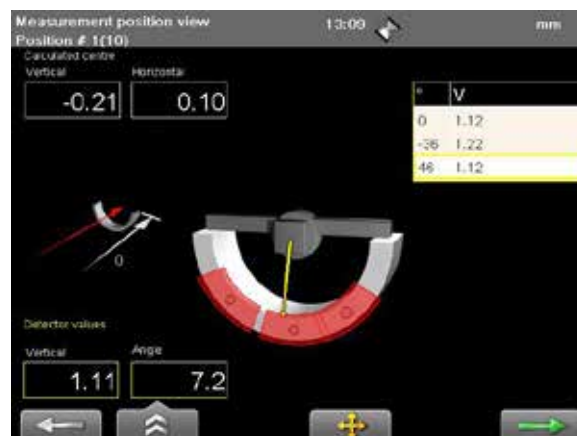 Measurement position view
13:09
mm
Position # 1(10)
Calculated centre
Vertical
Horizontal
-0.21
0.10
° V
0 1.12
-36 1.22
46 1.12
0
Detector values
Vertical
Angle
1.11
7.2